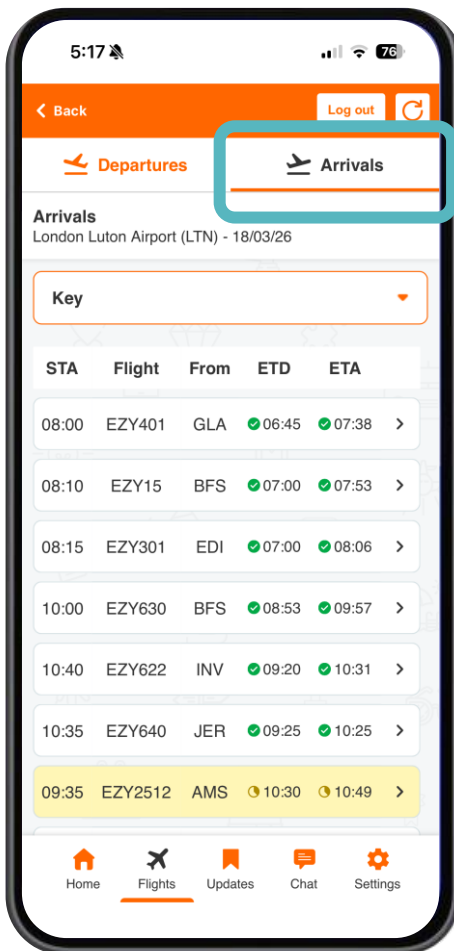 5:17 76
Back Log out
Departures Arrivals
Arrivals
London Luton Airport (LTN) - 18/03/26
Key
STA Flight From ETD ETA
08:00 EZY401 GLA 06:45 07:38
08:10 EZY15 BFS 07:00 07:53
08:15 EZY301 EDI 07:00 08:06
10:00 EZY630 BFS 08:53 09:57
10:40 EZY622 INV 09:20 10:31
10:35 EZY640 JER 09:25 10:25
09:35 EZY2512 AMS 10:30 10:49
Home Flights Updates Chat Settings